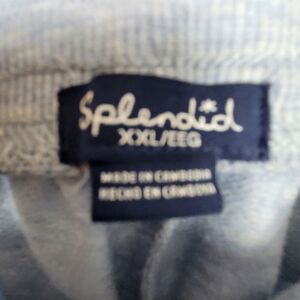 Splendid
XXL/EEG
MADE IN CAMBODIA
HECHO EN CAMBOYA